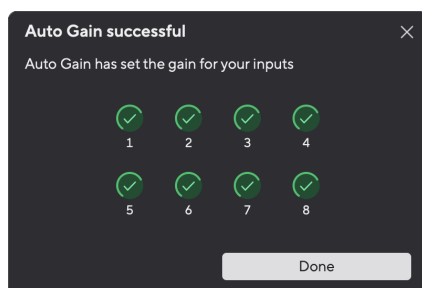 Auto Gain successful
Auto Gain has set the gain for your inputs
1 2 3 4
5 6 7 8
Done